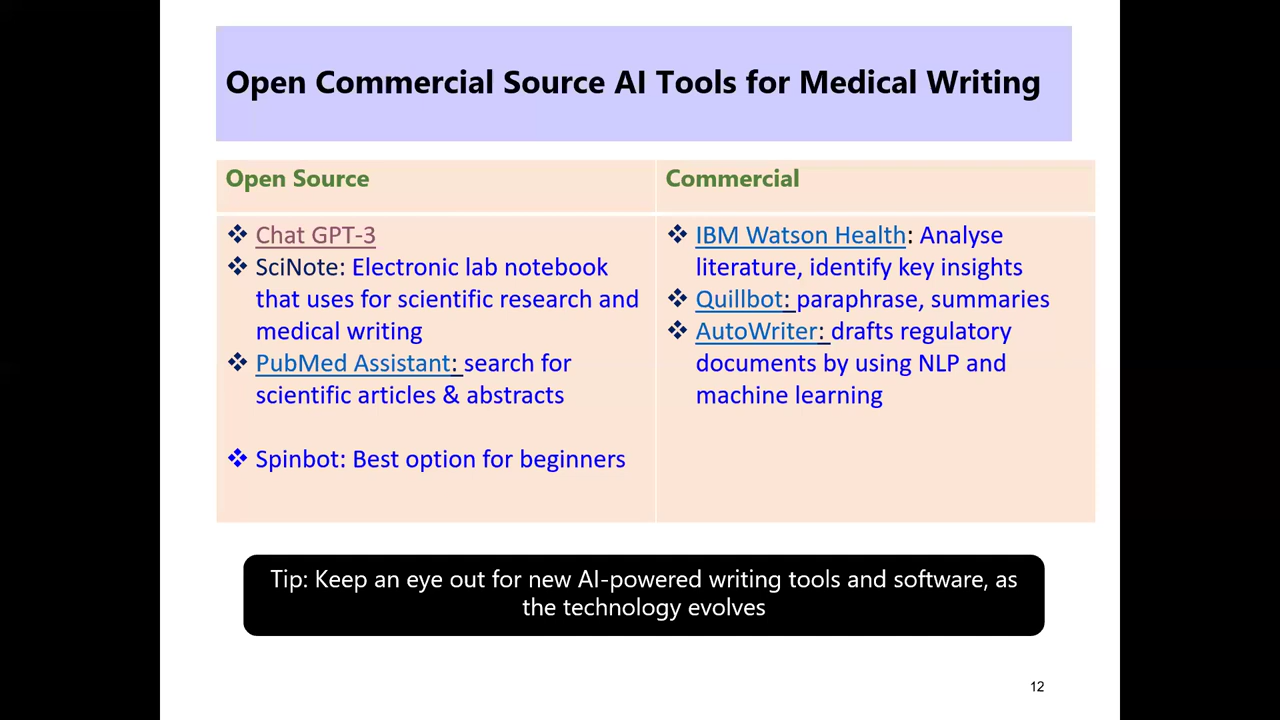 Open Commercial Source AI Tools for Medical Writing
Open Source
❖ Chat GPT-3
❖ SciNote: Electronic lab notebook
that uses for scientific research and
medical writing
❖ PubMed Assistant: search for
scientific articles & abstracts
❖ Spinbot: Best option for beginners
Commercial
❖ IBM Watson Health: Analyse
literature, identify key insights
❖ Quillbot: paraphrase, summaries
❖ AutoWriter: drafts regulatory
documents by using NLP and
machine learning
Tip: Keep an eye out for new AI-powered writing tools and software, as
the technology evolves
12